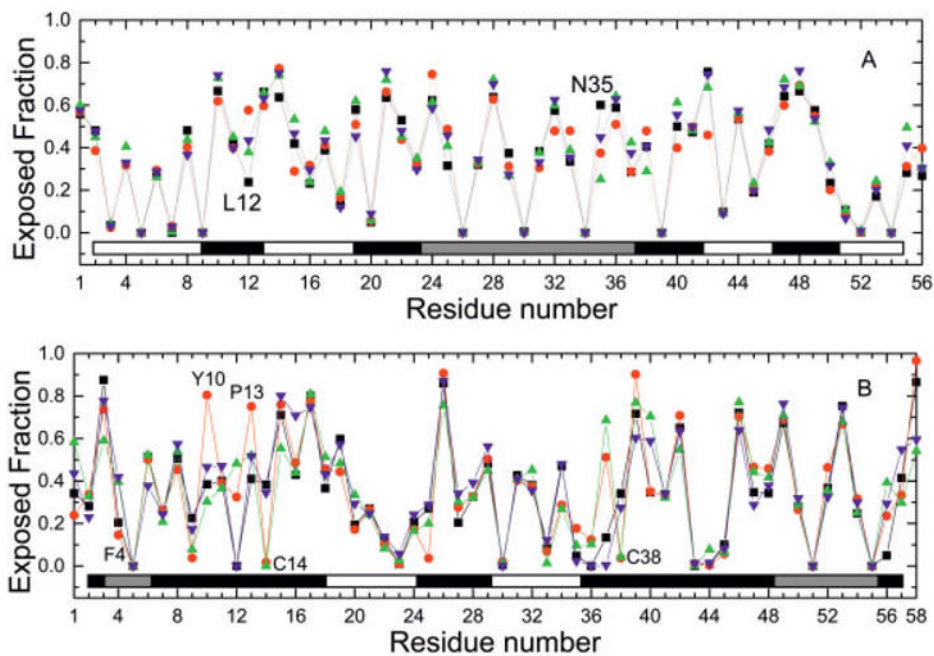 1.0
0.8
0.6
0.4
0.2
0.0
Exposed Fraction
A
N35
L12
1 4 8 12 16 20 24 28 32 36 40 44 48 52 56
Residue number
1.0
0.8
0.6
0.4
0.2
0.0
Exposed Fraction
B
Y10 P13
F4
C14
C38
1 4 8 12 16 20 24 28 32 36 40 44 48 52 56 58
Residue number